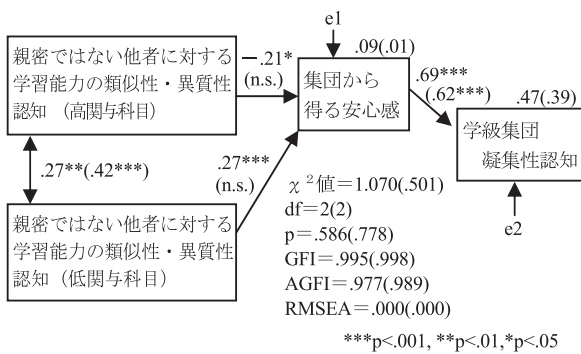 e1
.09(.01)
親密ではない他者に対する
学習能力の類似性・異質性
認知（高関与科目）
−.21*
(n.s.)
集団から
得る安心感
.69***
(.62***)
.47(.39)
学級集団
凝集性認知
.27**(.42***)
.27***
(n.s.)
親密ではない他者に対する
学習能力の類似性・異質性
認知（低関与科目）
e2
χ²値＝1.070(.501)
df＝2(2)
p＝.586(.778)
GFI＝.995(.998)
AGFI＝.977(.989)
RMSEA＝.000(.000)
***p<.001, **p<.01,*p<.05